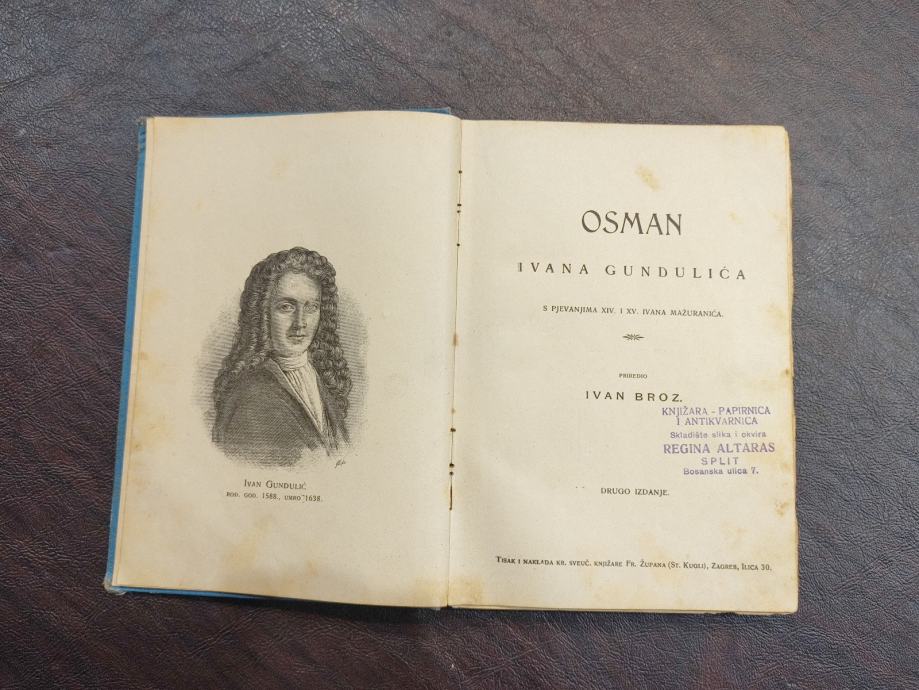 IVAN GUNDULIĆ
ROD. GOD. 1588., UMRO 1638.
OSMAN
IVANA GUNDULIĆA
S PJEVANJIMA XIV. I XV. IVANA MAŽURANIĆA.
PRIREDIO
IVAN BROZ.
KNJIŽARA - PAPIRNICA
I ANTIKVARNICA
Skladište slika i okvira
REGINA ALTARAS
SPLIT
Bosanska ulica 7.
DRUGO IZDANJE.
TISAK I NAKLADA KR. SVEUČ. KNJIŽARE FR. ŽUPANA (ST. KUGLI), ZAGREB, ILICA 30.